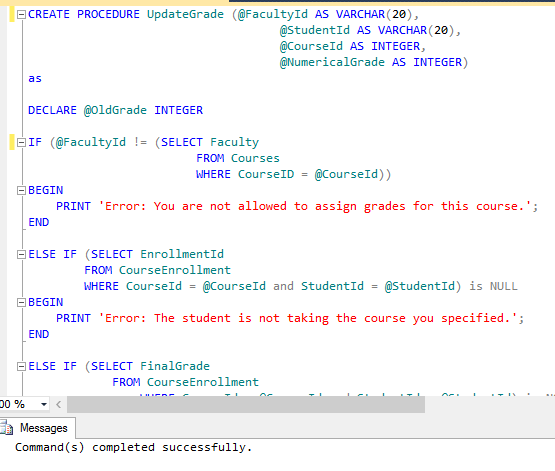 CREATE PROCEDURE UpdateGrade (@FacultyId AS VARCHAR(20),
@StudentId AS VARCHAR(20),
@CourseId AS INTEGER,
@NumericalGrade AS INTEGER)
as
DECLARE @OldGrade INTEGER
IF (@FacultyId != (SELECT Faculty
FROM Courses
WHERE CourseID = @CourseId))
BEGIN
PRINT 'Error: You are not allowed to assign grades for this course.';
END
ELSE IF (SELECT EnrollmentId
FROM CourseEnrollment
WHERE CourseId = @CourseId and StudentId = @StudentId) is NULL
BEGIN
PRINT 'Error: The student is not taking the course you specified.';
END
ELSE IF (SELECT FinalGrade
FROM CourseEnrollment
00 %
Messages
Command(s) completed successfully.